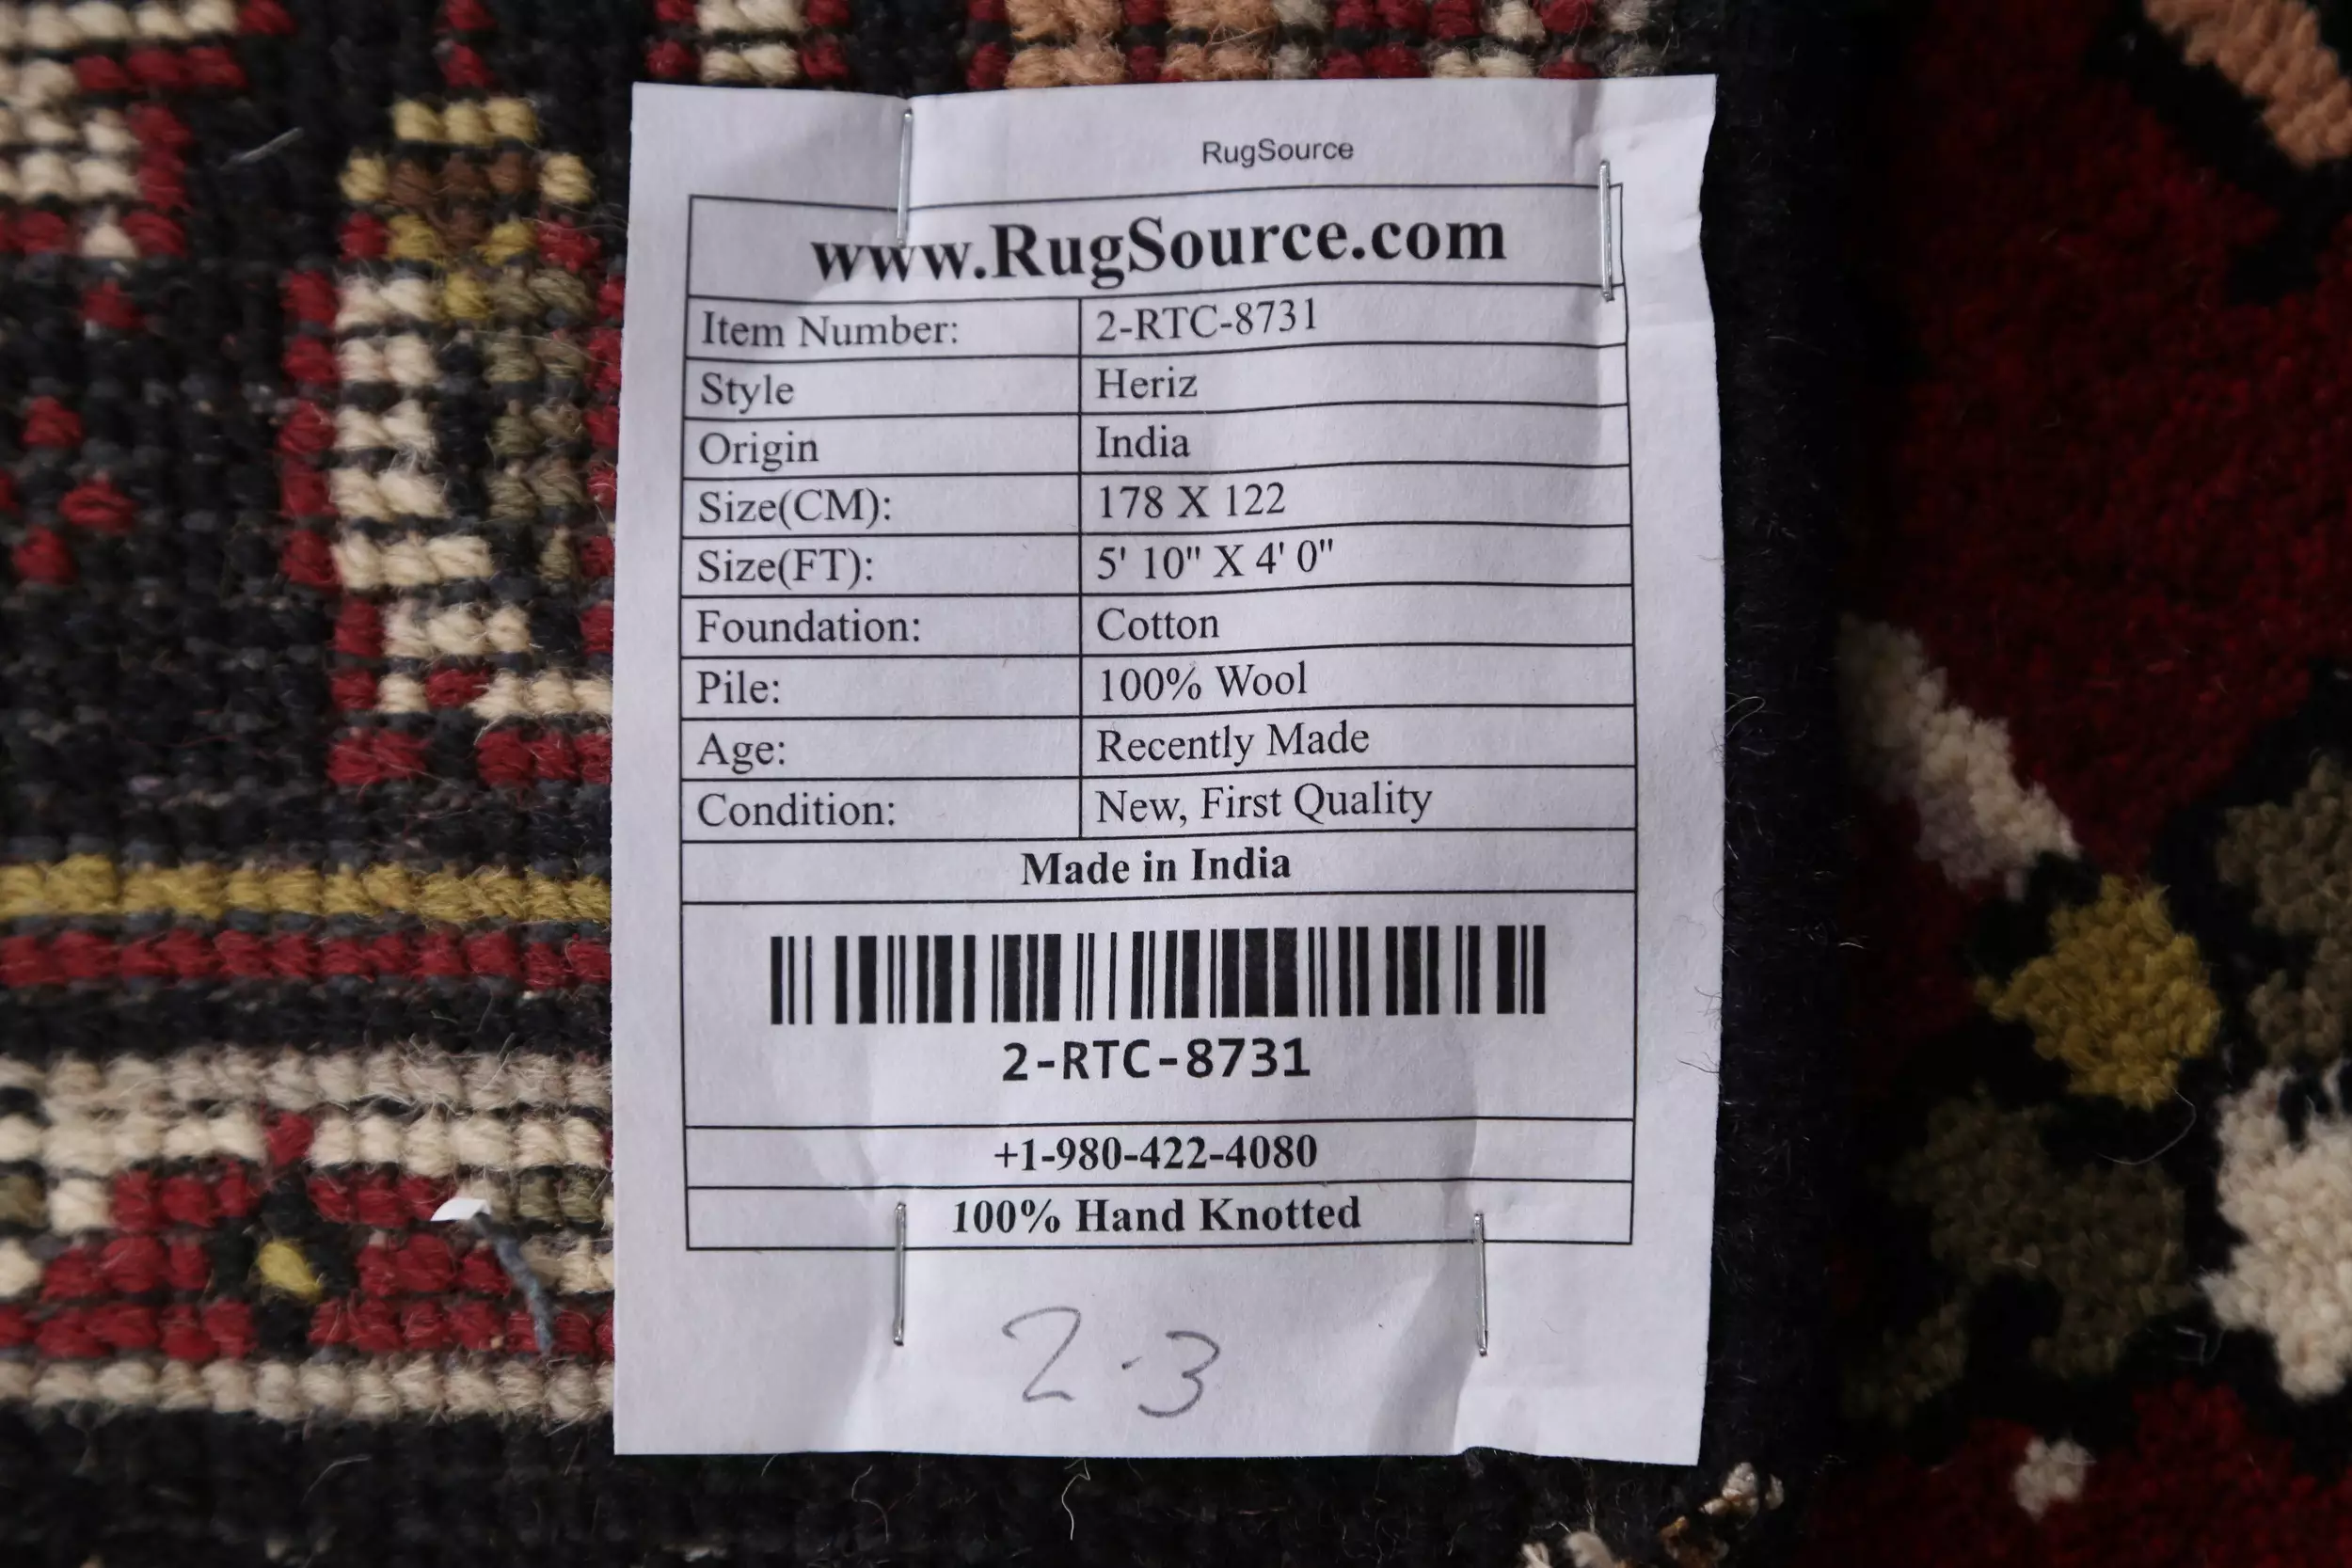 RugSource
www.RugSource.com
Item Number: 2-RTC-8731
Style Heriz
Origin India
Size(CM): 178 X 122
Size(FT): 5' 10" X 4' 0"
Foundation: Cotton
Pile: 100% Wool
Age: Recently Made
Condition: New, First Quality
Made in India
2-RTC-8731
+1-980-422-4080
100% Hand Knotted
2.3